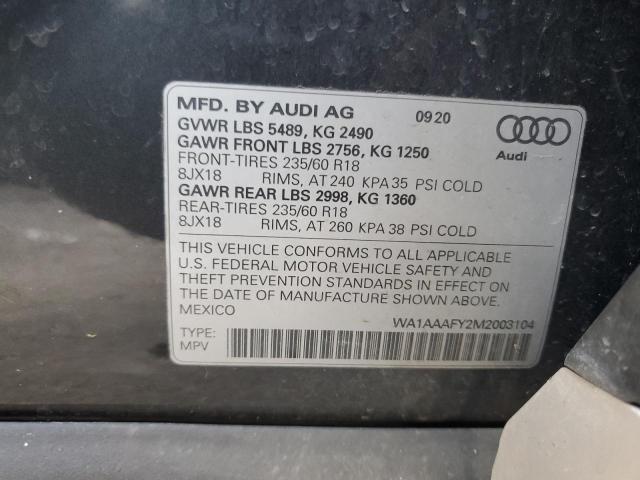 MFD. BY AUDI AG 0920
GVWR LBS 5489, KG 2490
GAWR FRONT LBS 2756, KG 1250
FRONT-TIRES 235/60 R18
8JX18 RIMS, AT 240 KPA 35 PSI COLD
GAWR REAR LBS 2998, KG 1360
REAR-TIRES 235/60 R18
8JX18 RIMS, AT 260 KPA 38 PSI COLD
Audi
THIS VEHICLE CONFORMS TO ALL APPLICABLE
U.S. FEDERAL MOTOR VEHICLE SAFETY AND
THEFT PREVENTION STANDARDS IN EFFECT ON
THE DATE OF MANUFACTURE SHOWN ABOVE.
MEXICO
WA1AAAFY2M2003104
TYPE:
MPV